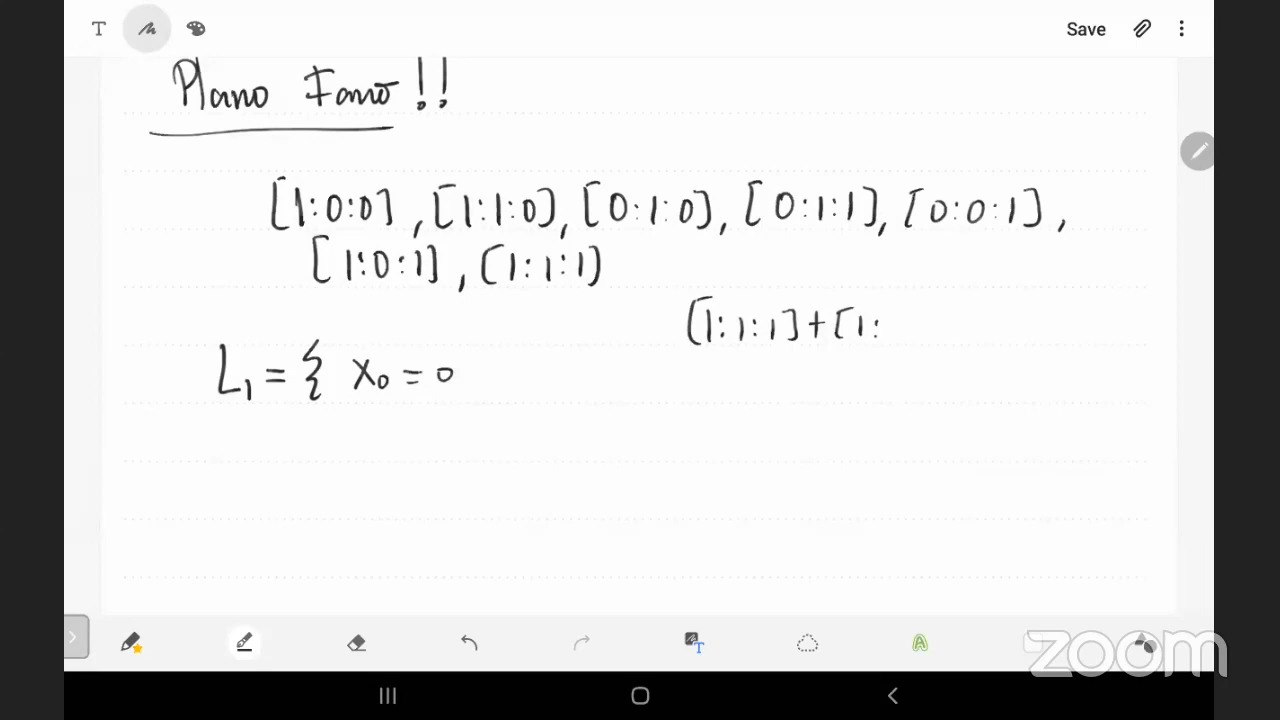 T Save
Plano Fano!!
[1:0:0], [1:1:0], [0:1:0], [0:1:1], [0:0:1],
[1:0:1], [1:1:1]
[1:1:1]+[1:
L₁ = { X₀ = 0
zoom